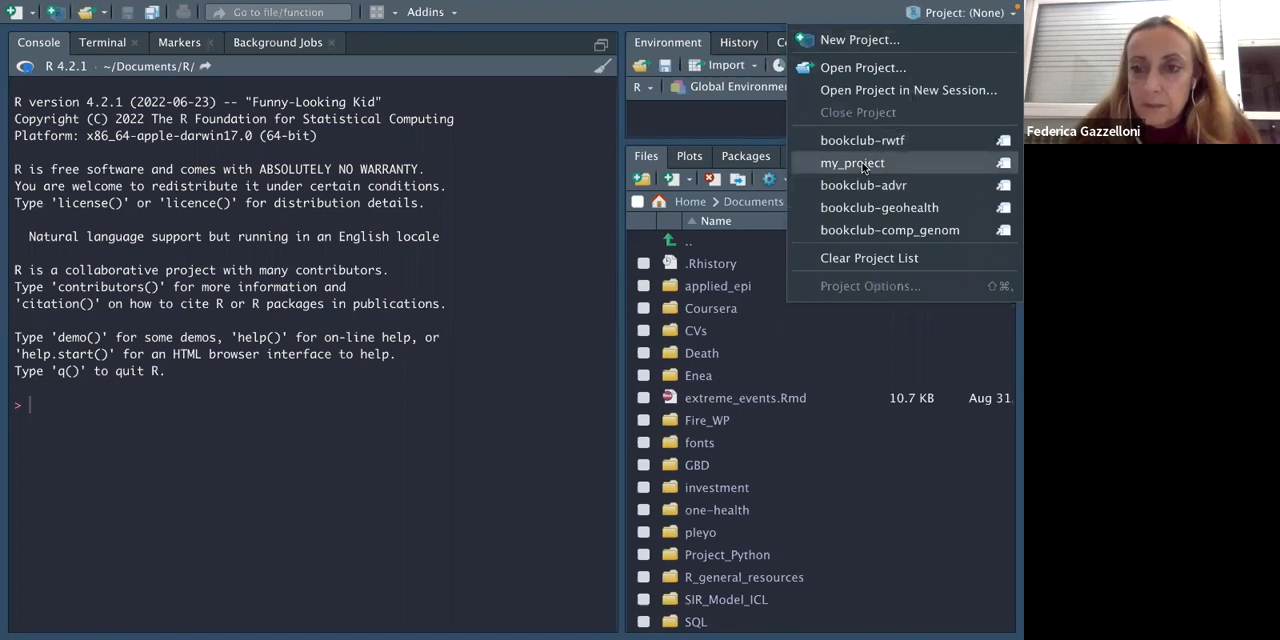 Go to file/function
Addins
Project: (None)
Console
Terminal
Markers
Background Jobs
R 4.2.1 · ~/Documents/R/
R version 4.2.1 (2022-06-23) -- "Funny-Looking Kid"
Copyright (C) 2022 The R Foundation for Statistical Computing
Platform: x86_64-apple-darwin17.0 (64-bit)
R is free software and comes with ABSOLUTELY NO WARRANTY.
You are welcome to redistribute it under certain conditions.
Type 'license()' or 'licence()' for distribution details.
Natural language support but running in an English locale
R is a collaborative project with many contributors.
Type 'contributors()' for more information and
'citation()' on how to cite R or R packages in publications.
Type 'demo()' for some demos, 'help()' for on-line help, or
'help.start()' for an HTML browser interface to help.
Type 'q()' to quit R.
>
Environment
History
Import
R
Global Environme
Files
Plots
Packages
Home
Documents
Name
..
.Rhistory
applied_epi
Coursera
CVs
Death
Enea
extreme_events.Rmd 10.7 KB Aug 31
Fire_WP
fonts
GBD
investment
one-health
pleyo
Project_Python
R_general_resources
SIR_Model_ICL
SQL
New Project...
Open Project...
Open Project in New Session...
Close Project
bookclub-rwtf
my_project
bookclub-advr
bookclub-geohealth
bookclub-comp_genom
Clear Project List
Project Options... ⇧⌘,
Federica Gazzelloni